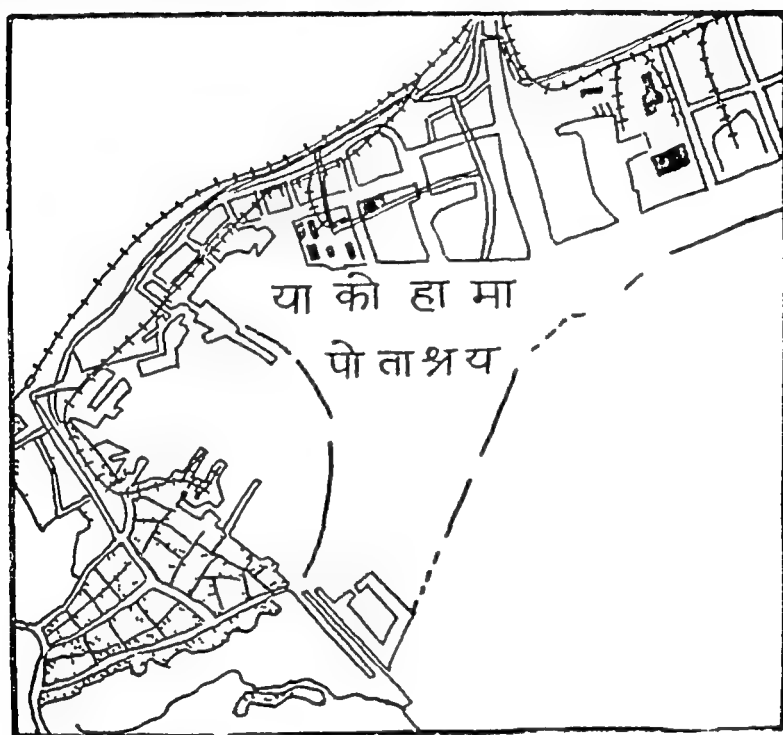 या को हा मा
पो ता श्र य